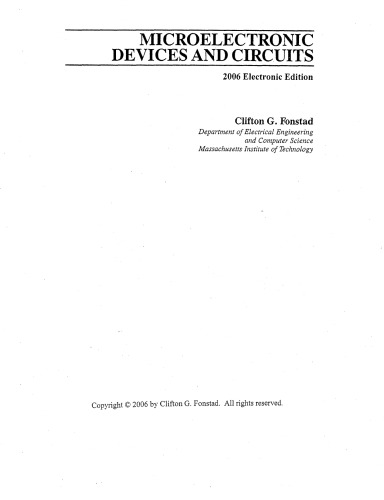 MICROELECTRONIC
DEVICES AND CIRCUITS
2006 Electronic Edition
Clifton G. Fonstad
Department of Electrical Engineering
and Computer Science
Massachusetts Institute of Technology
Copyright © 2006 by Clifton G. Fonstad. All rights reserved.